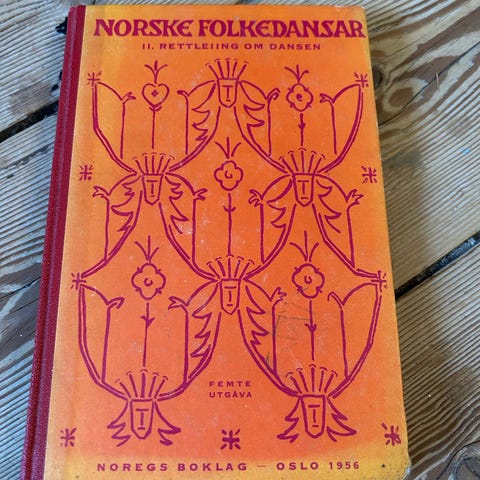 NORSKE FOLKEDANSAR
II. RETTLEIING OM DANSEN
FEMTE
UTGÅVA
NOREGS BOKLAG — OSLO 1956